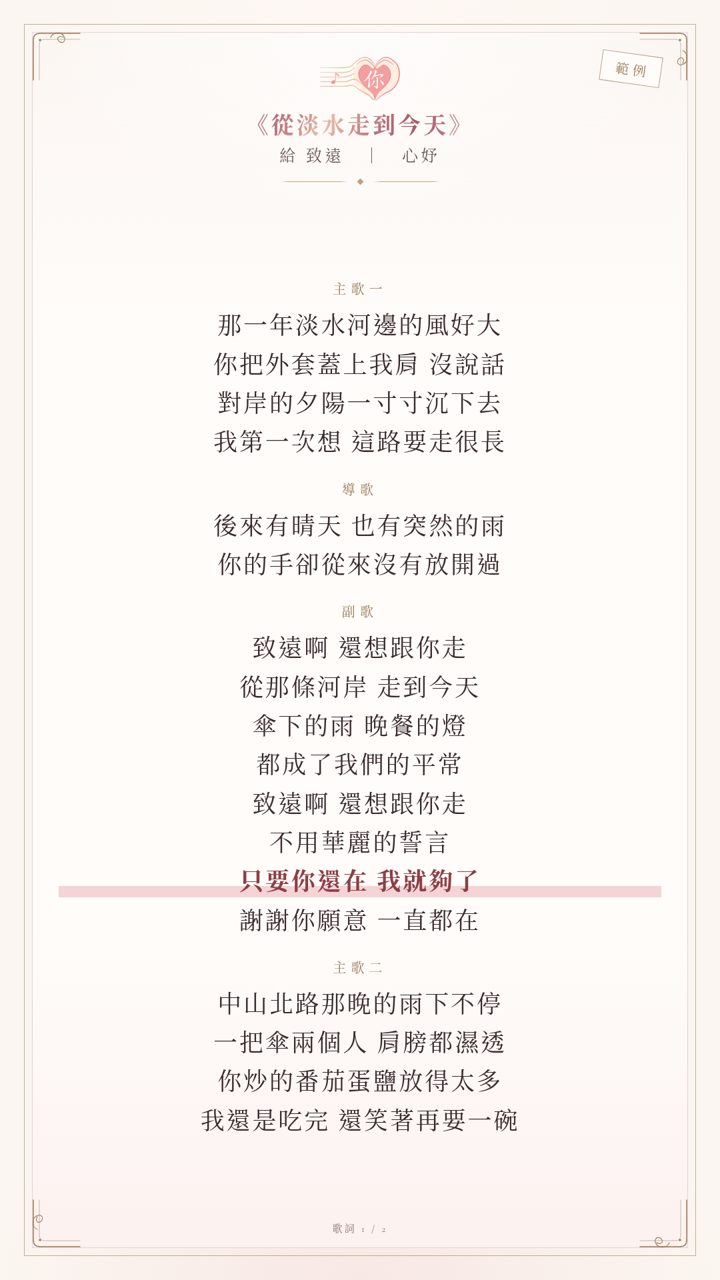 你
範例
《從淡水走到今天》
給 致遠 | 心妤
主歌一
那一年淡水河邊的風好大
你把外套蓋上我肩 沒說話
對岸的夕陽一寸寸沉下去
我第一次想 這路要走很長
導歌
後來有晴天 也有突然的雨
你的手卻從來沒有放開過
副歌
致遠啊 還想跟你走
從那條河岸 走到今天
傘下的雨 晚餐的燈
都成了我們的平常
致遠啊 還想跟你走
不用華麗的誓言
只要你還在 我就夠了
謝謝你願意 一直都在
主歌二
中山北路那晚的雨下不停
一把傘兩個人 肩膀都濕透
你炒的番茄蛋鹽放得太多
我還是吃完 還笑著再要一碗
歌詞 1 / 2